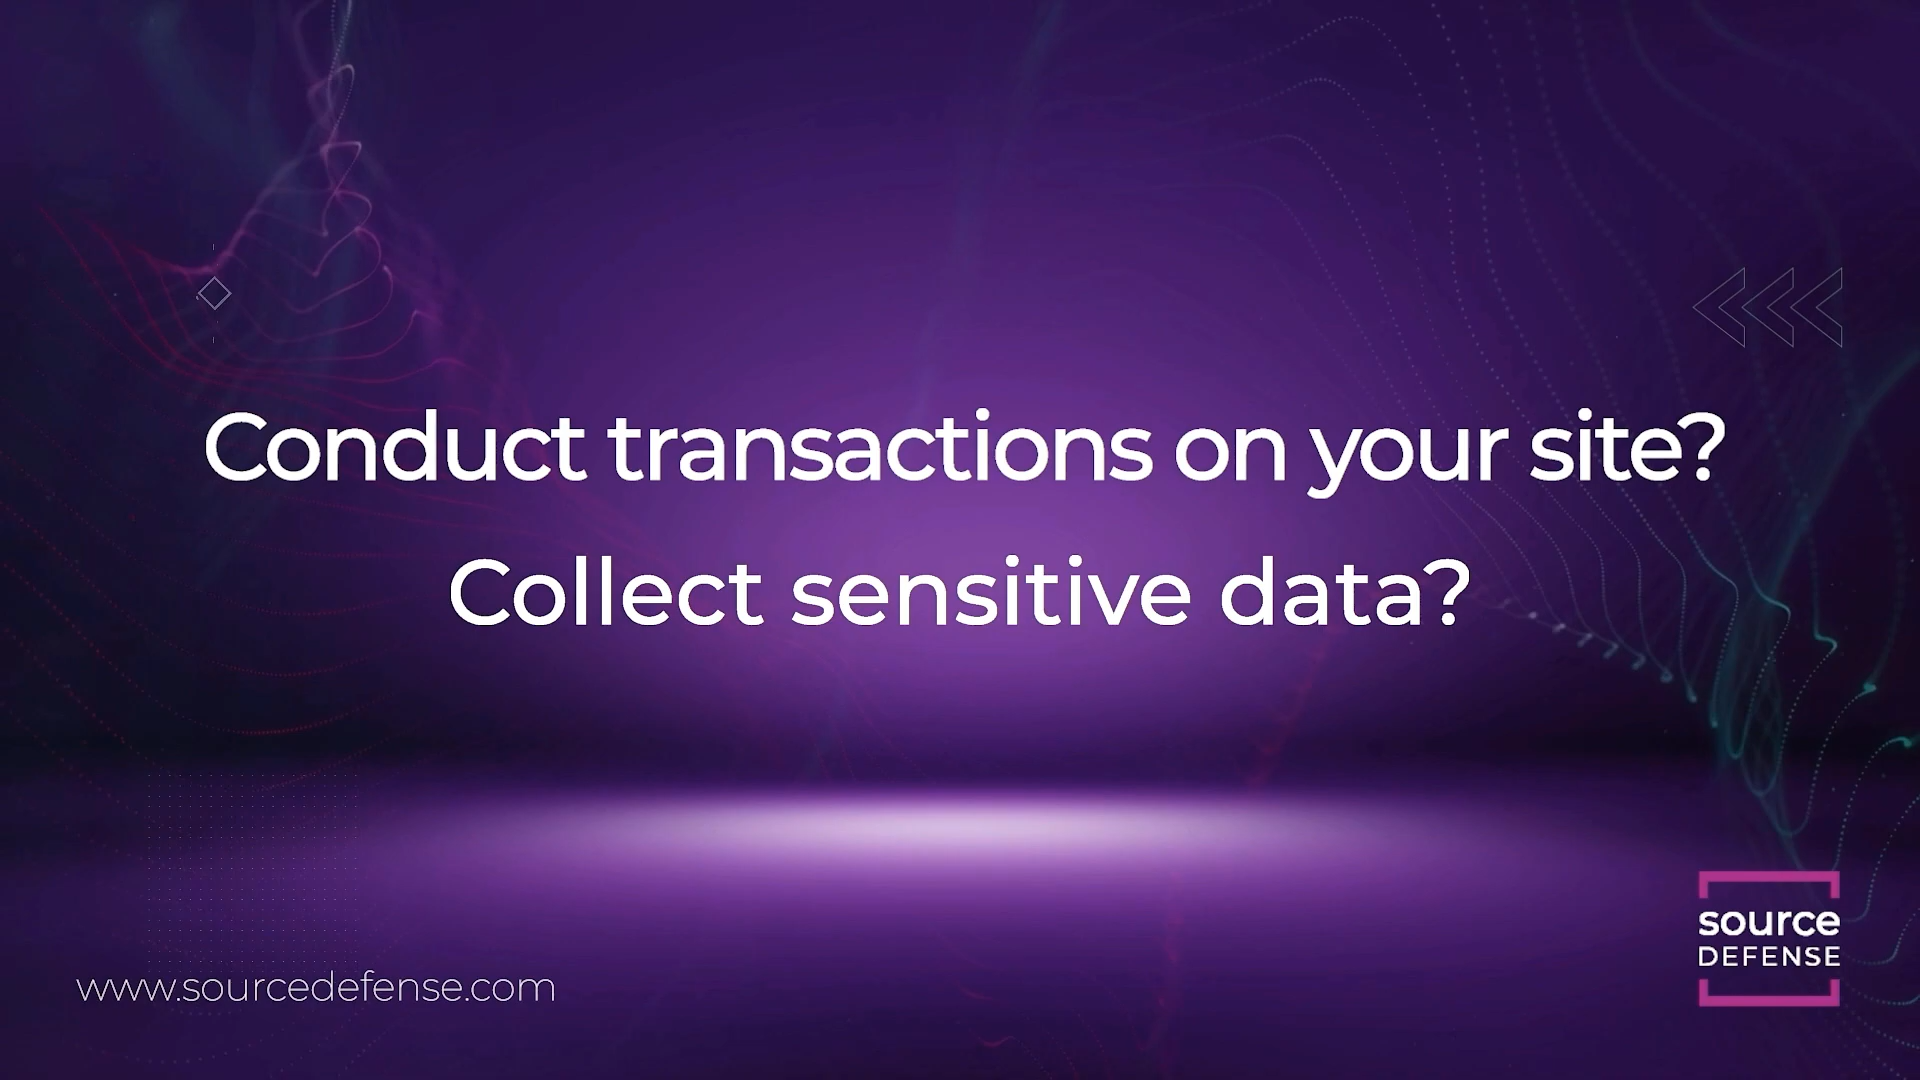 Conduct transactions on your site?
Collect sensitive data?
www.sourcedefense.com
source
DEFENSE